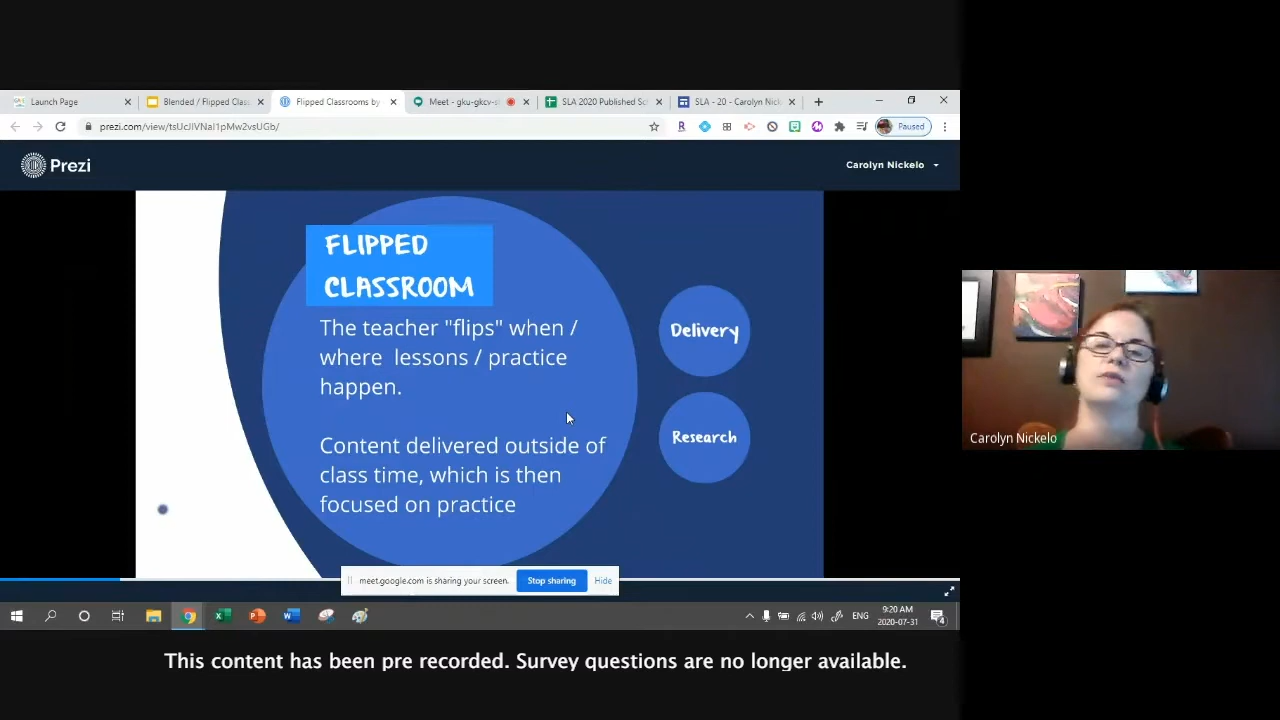 Launch Page
Blended / Flipped Clas
Flipped Classrooms by
Meet - gku-gkcv-
SLA 2020 Published Sc
SLA - 20 - Carolyn Nick
prezi.com/view/tsUcJIVNaI1pMw2vsUGb/
Paused
Prezi
Carolyn Nickelo
FLIPPED
CLASSROOM
The teacher "flips" when /
where lessons / practice
happen.
Content delivered outside of
class time, which is then
focused on practice
Delivery
Research
Carolyn Nickelo
meet.google.com is sharing your screen.
Stop sharing
Hide
ENG
9:20 AM
2020-07-31
4
This content has been pre recorded. Survey questions are no longer available.